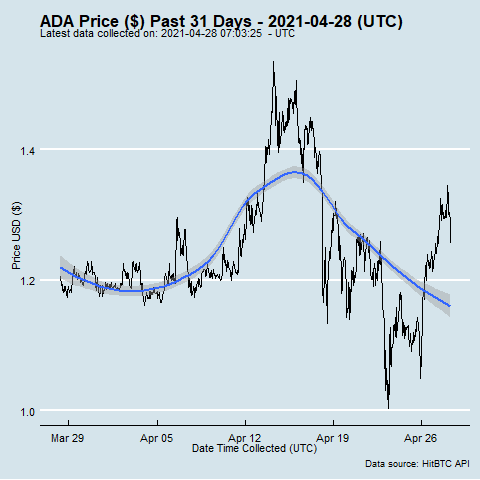 ADA Price ($) Past 31 Days - 2021-04-28 (UTC)
Latest data collected on: 2021-04-28 07:03:25 - UTC
1.4
1.2
1.0
Price USD ($)
Mar 29 Apr 05 Apr 12 Apr 19 Apr 26
Date Time Collected (UTC)
Data source: HitBTC API